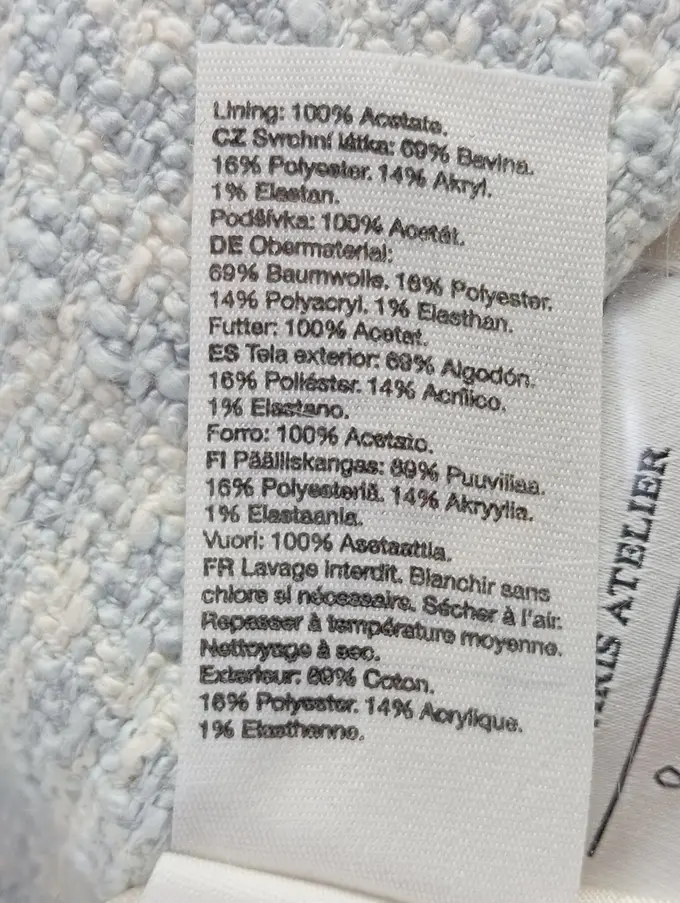 Lining: 100% Acetate.
CZ Svrchní látka: 69% Bavlna.
16% Polyester. 14% Akryl.
1% Elastan.
Podšívka: 100% Acetát.
DE Obermaterial:
69% Baumwolle. 16% Polyester.
14% Polyacryl. 1% Elasthan.
Futter: 100% Acetat.
ES Tela exterior: 69% Algodón.
16% Poliéster. 14% Acrílico.
1% Elastano.
Forro: 100% Acetato.
FI Päälliskangas: 69% Puuvillaa.
16% Polyesteriä. 14% Akryylia.
1% Elastaania.
Vuori: 100% Asetaattia.
FR Lavage interdit. Blanchir sans
chlore si nécessaire. Sécher à l'air.
Repasser à température moyenne.
Nettoyage à sec.
Extérieur: 69% Coton.
16% Polyester. 14% Acrylique.
1% Elasthanne.
ATELIER